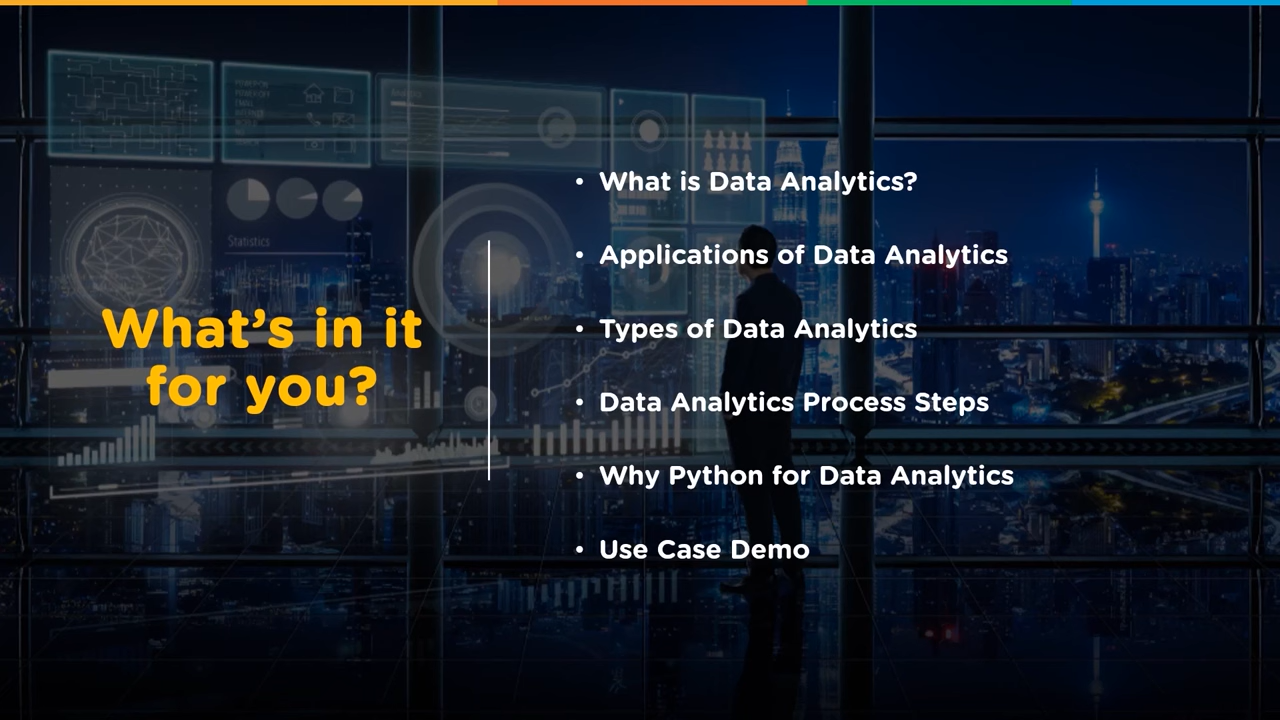 What's in it
for you?
• What is Data Analytics?
• Applications of Data Analytics
• Types of Data Analytics
• Data Analytics Process Steps
• Why Python for Data Analytics
• Use Case Demo
Statistics